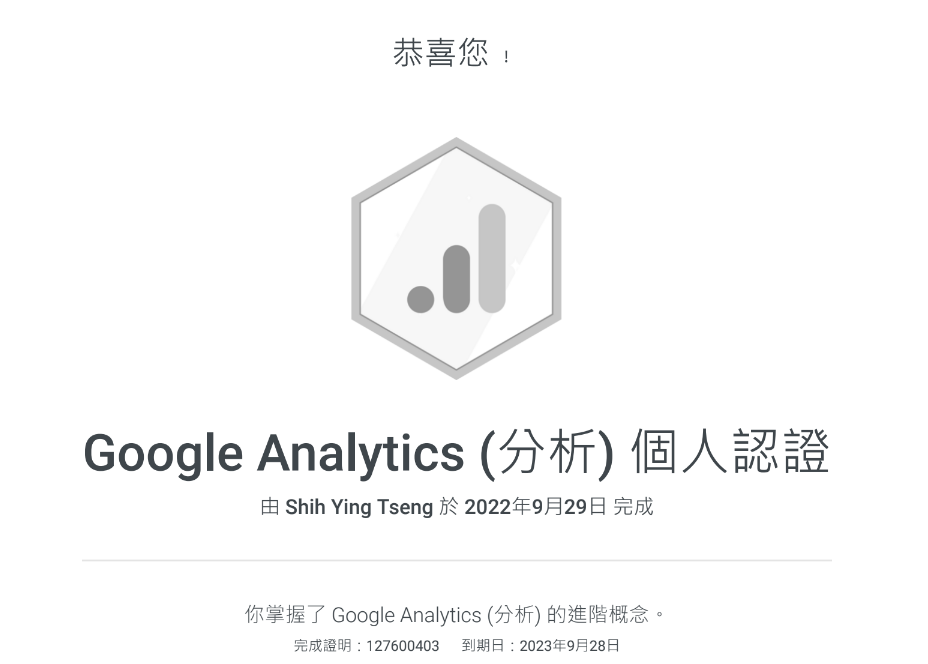 恭喜您！
Google Analytics (分析) 個人認證
由 Shih Ying Tseng 於 2022年9月29日 完成
你掌握了 Google Analytics (分析) 的進階概念。
完成證明：127600403 到期日：2023年9月28日